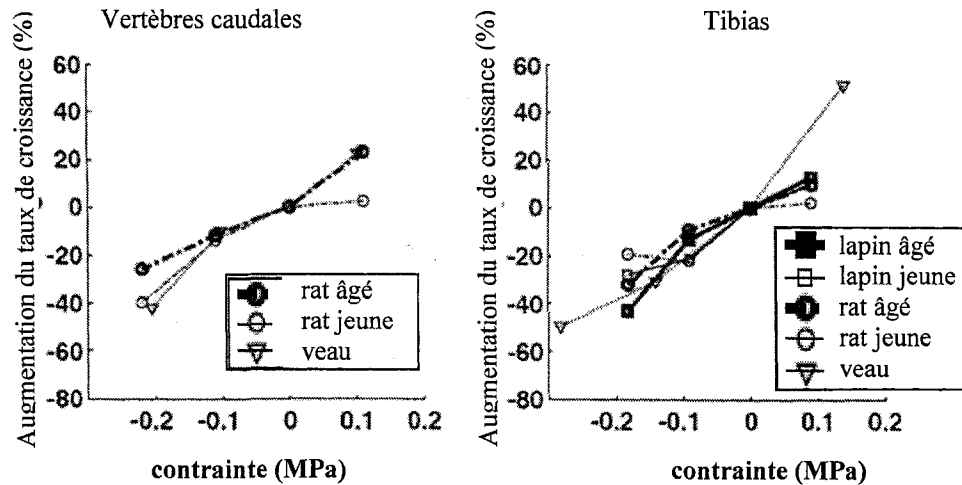 Vertèbres caudales
Augmentation du taux de croissance (%)
60
40
20
0
-20
-40
-60
-80
-0.2
-0.1
0
0.1
0.2
contrainte (MPa)
rat âgé
rat jeune
veau
Tibias
Augmentation du taux de croissance (%)
60
40
20
0
-20
-40
-60
-80
-0.2
-0.1
0
0.1
0.2
contrainte (MPa)
lapin âgé
lapin jeune
rat âgé
rat jeune
veau